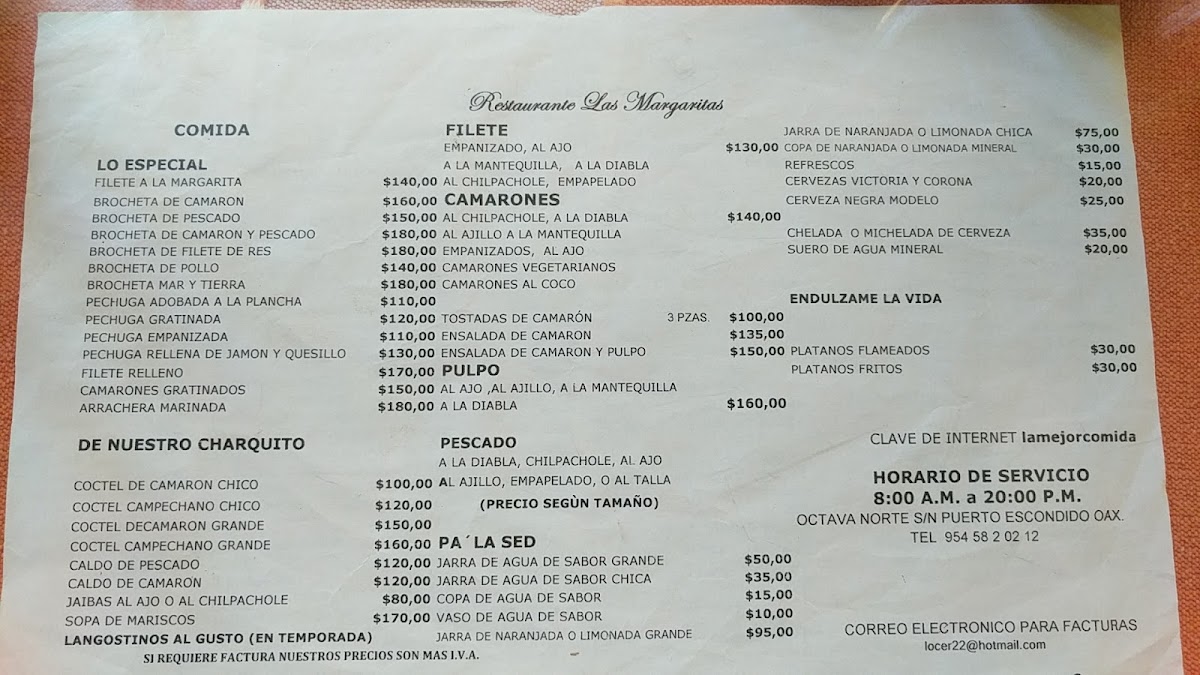 Restaurante Las Margaritas
COMIDA
LO ESPECIAL
FILETE A LA MARGARITA $140,00
BROCHETA DE CAMARON $160,00
BROCHETA DE PESCADO $150,00
BROCHETA DE CAMARON Y PESCADO $180,00
BROCHETA DE FILETE DE RES $180,00
BROCHETA DE POLLO $140,00
BROCHETA MAR Y TIERRA $180,00
PECHUGA ADOBADA A LA PLANCHA $110,00
PECHUGA GRATINADA $120,00
PECHUGA EMPANIZADA $110,00
PECHUGA RELLENA DE JAMON Y QUESILLO $130,00
FILETE RELLENO $170,00
CAMARONES GRATINADOS $150,00
ARRACHERA MARINADA $180,00
DE NUESTRO CHARQUITO
COCTEL DE CAMARON CHICO $100,00
COCTEL CAMPECHANO CHICO $120,00
COCTEL DECAMARON GRANDE $150,00
COCTEL CAMPECHANO GRANDE $160,00
CALDO DE PESCADO $120,00
CALDO DE CAMARON $120,00
JAIBAS AL AJO O AL CHILPACHOLE $80,00
SOPA DE MARISCOS $170,00
LANGOSTINOS AL GUSTO (EN TEMPORADA)
SI REQUIERE FACTURA NUESTROS PRECIOS SON MAS I.V.A.
FILETE
EMPANIZADO, AL AJO $130,00
A LA MANTEQUILLA, A LA DIABLA
AL CHILPACHOLE, EMPAPELADO
CAMARONES
AL CHILPACHOLE, A LA DIABLA $140,00
AL AJILLO A LA MANTEQUILLA
EMPANIZADOS, AL AJO
CAMARONES VEGETARIANOS
CAMARONES AL COCO
TOSTADAS DE CAMARÓN 3 PZAS. $100,00
ENSALADA DE CAMARON $135,00
ENSALADA DE CAMARON Y PULPO $150,00
PULPO
AL AJO ,AL AJILLO, A LA MANTEQUILLA
A LA DIABLA $160,00
PESCADO
A LA DIABLA, CHILPACHOLE, AL AJO
AL AJILLO, EMPAPELADO, O AL TALLA
(PRECIO SEGÙN TAMAÑO)
PA´LA SED
JARRA DE AGUA DE SABOR GRANDE $50,00
JARRA DE AGUA DE SABOR CHICA $35,00
COPA DE AGUA DE SABOR $15,00
VASO DE AGUA DE SABOR $10,00
JARRA DE NARANJADA O LIMONADA GRANDE $95,00
JARRA DE NARANJADA O LIMONADA CHICA $75,00
COPA DE NARANJADA O LIMONADA MINERAL $30,00
REFRESCOS $15,00
CERVEZAS VICTORIA Y CORONA $20,00
CERVEZA NEGRA MODELO $25,00
CHELADA O MICHELADA DE CERVEZA $35,00
SUERO DE AGUA MINERAL $20,00
ENDULZAME LA VIDA
PLATANOS FLAMEADOS $30,00
PLATANOS FRITOS $30,00
CLAVE DE INTERNET lamejorcomida
HORARIO DE SERVICIO
8:00 A.M. a 20:00 P.M.
OCTAVA NORTE S/N PUERTO ESCONDIDO OAX.
TEL 954 58 2 02 12
CORREO ELECTRONICO PARA FACTURAS
locer22@hotmail.com